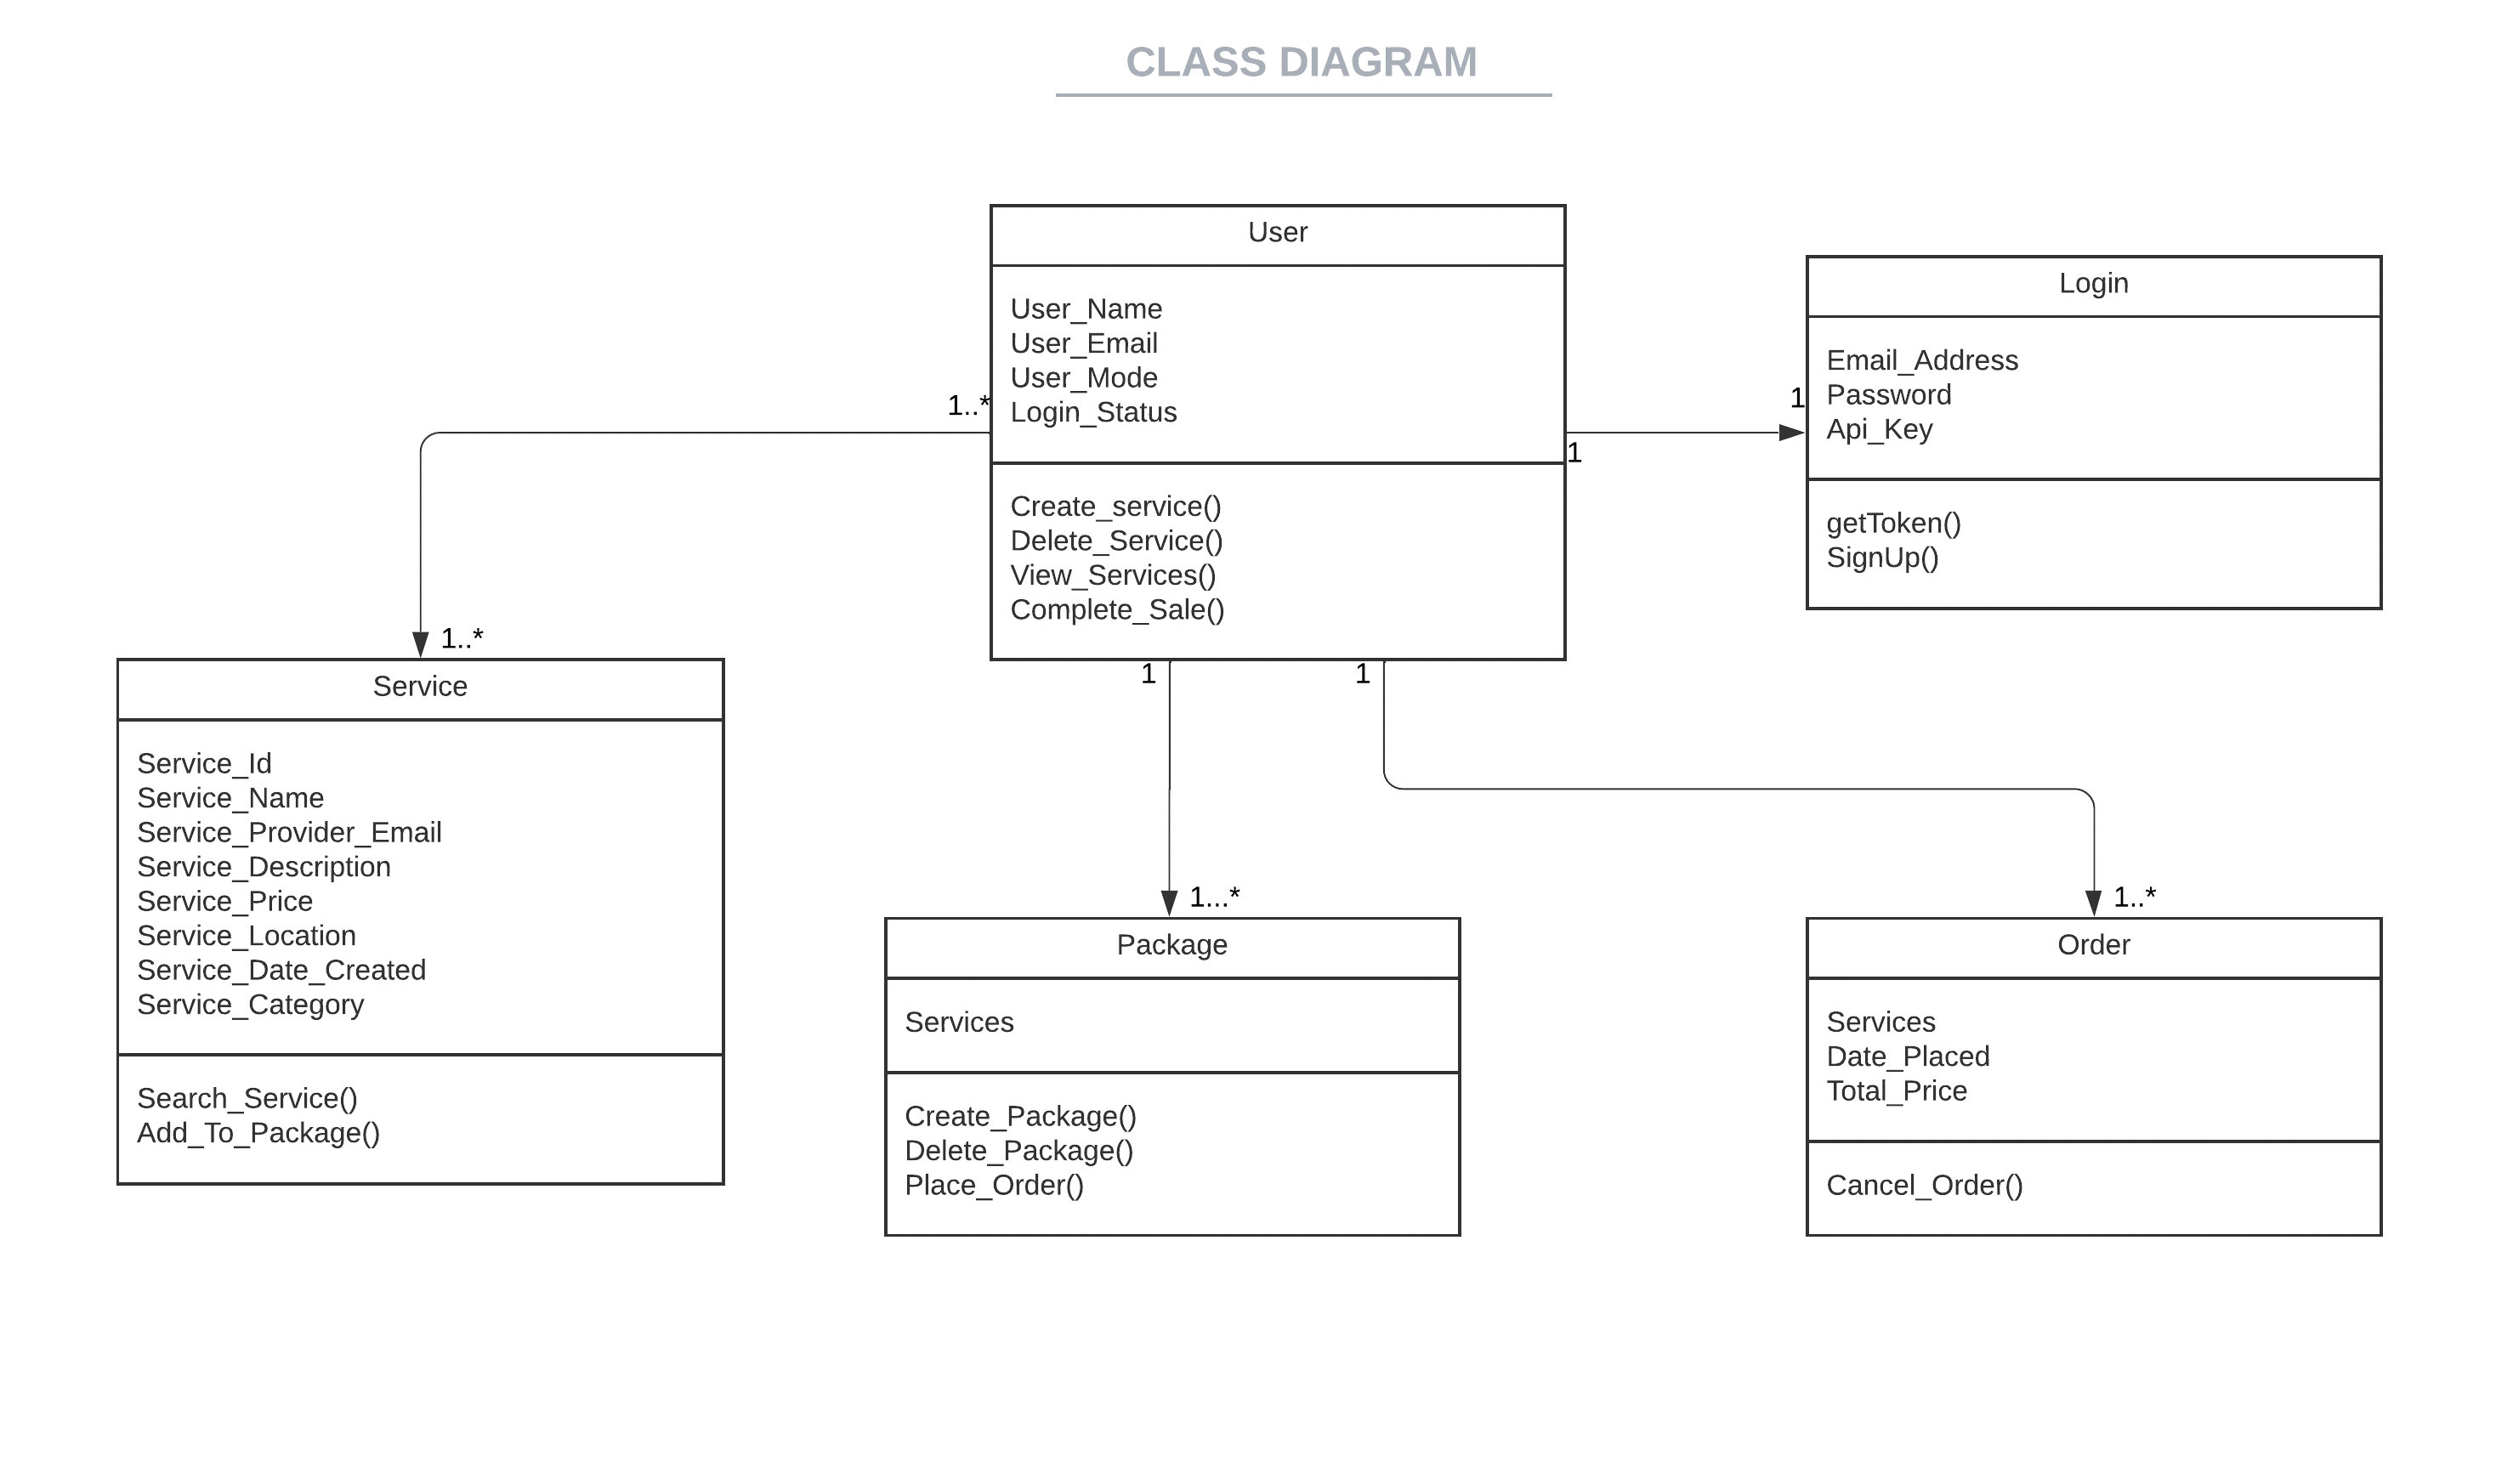 CLASS DIAGRAM
User
User_Name
User_Email
User_Mode
Login_Status
Create_service()
Delete_Service()
View_Services()
Complete_Sale()
Login
Email_Address
Password
Api_Key
getToken()
SignUp()
1..*
1
1
1..*
1
1
Service
Service_Id
Service_Name
Service_Provider_Email
Service_Description
Service_Price
Service_Location
Service_Date_Created
Service_Category
Search_Service()
Add_To_Package()
1...*
Package
Services
Create_Package()
Delete_Package()
Place_Order()
1..*
Order
Services
Date_Placed
Total_Price
Cancel_Order()